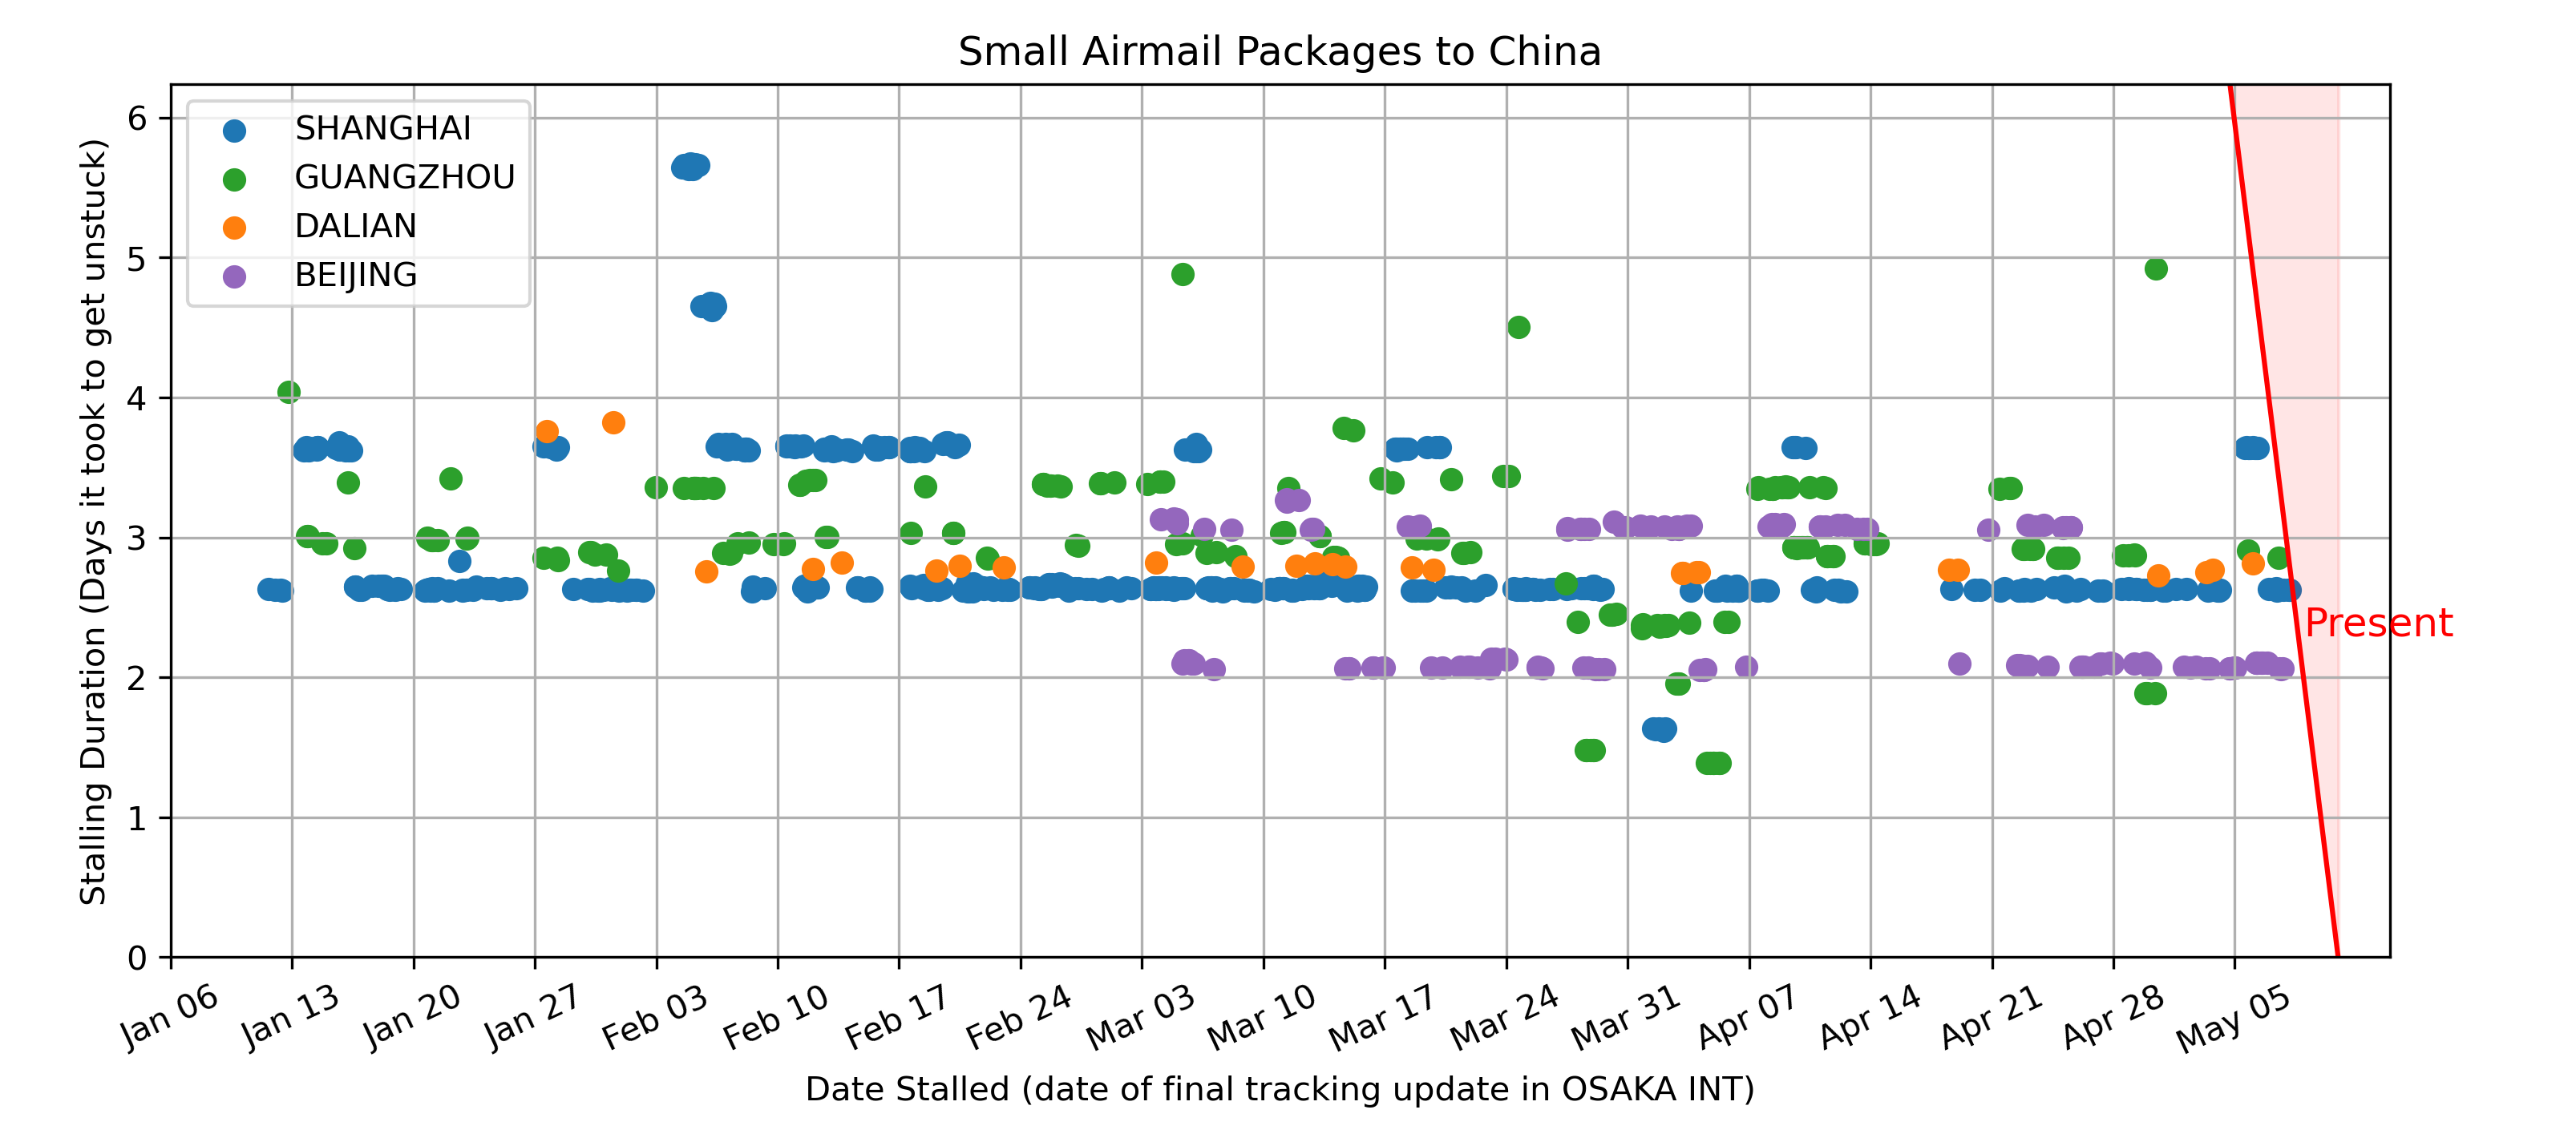 Small Airmail Packages to China
SHANGHAI
GUANGZHOU
DALIAN
BEIJING
6
5
4
3
2
1
0
Stalling Duration (Days it took to get unstuck)
Present
Jan 06
Jan 13
Jan 20
Jan 27
Feb 03
Feb 10
Feb 17
Feb 24
Mar 03
Mar 10
Mar 17
Mar 24
Mar 31
Apr 07
Apr 14
Apr 21
Apr 28
May 05
Date Stalled (date of final tracking update in OSAKA INT)